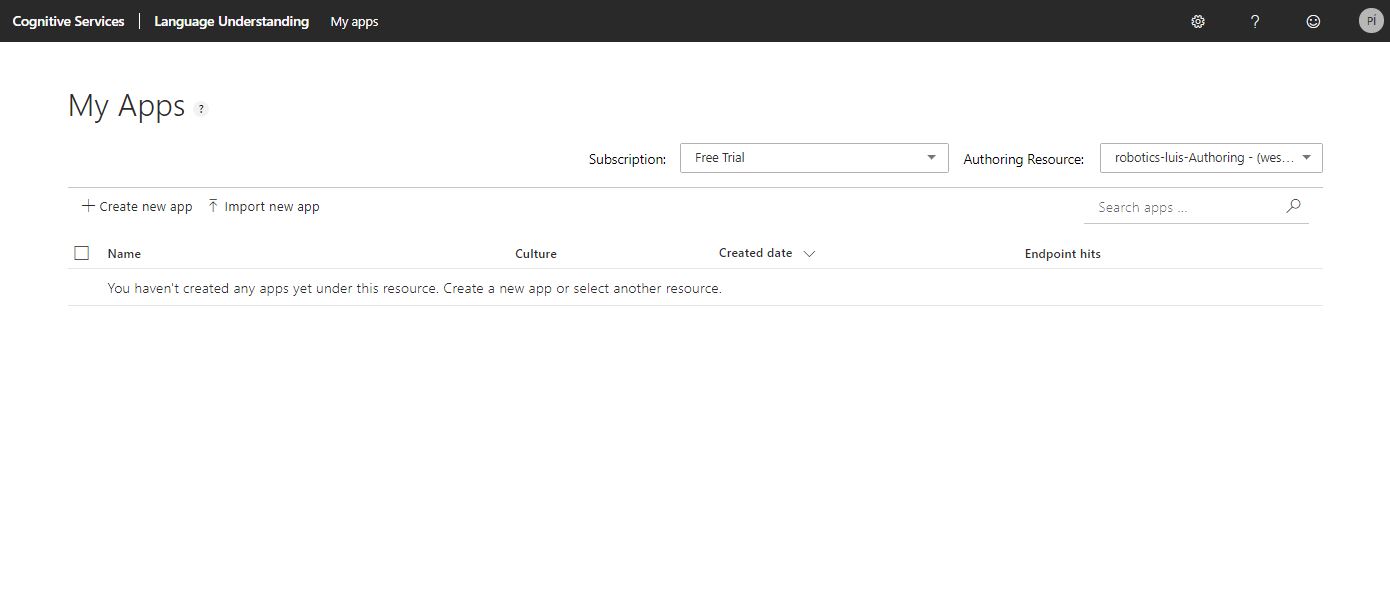 Cognitive Services | Language Understanding My apps ? PÍ
My Apps ?
Subscription: Free Trial Authoring Resource: robotics-luis-Authoring - (wes...
Create new app Import new app Search apps ...
Name Culture Created date Endpoint hits
You haven't created any apps yet under this resource. Create a new app or select another resource.